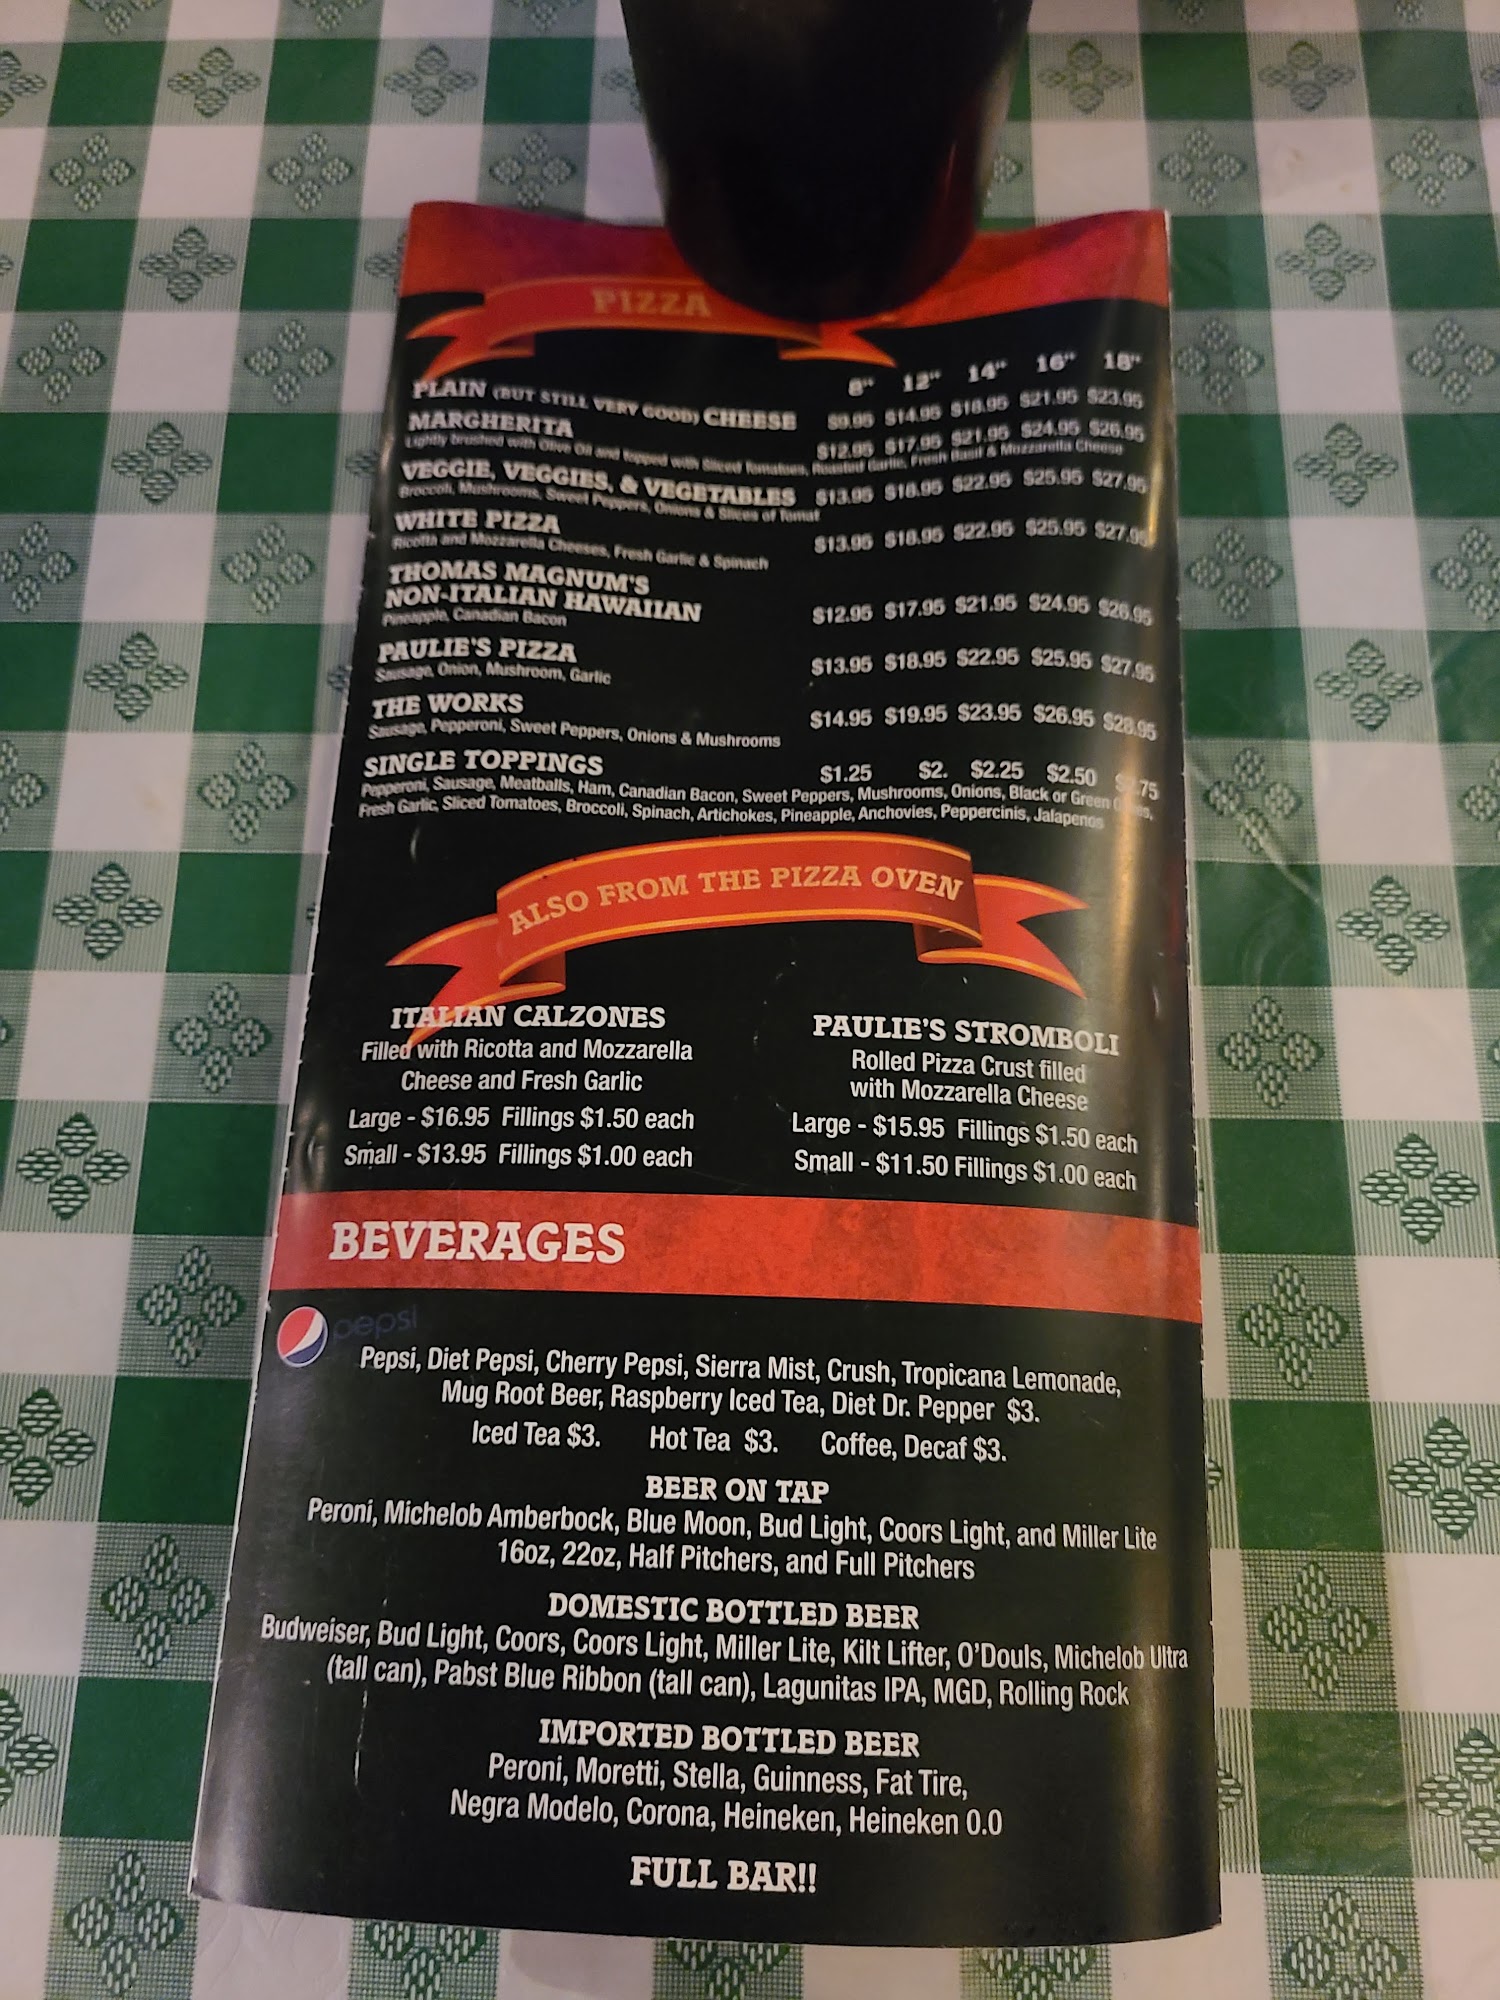 PIZZA
8" 12" 14" 16" 18"
PLAIN (BUT STILL VERY GOOD) CHEESE $9.95 $14.95 $18.95 $21.95 $23.95
MARGHERITA $12.95 $17.95 $21.95 $24.95 $26.95
Lightly brushed with Olive Oil and topped with Sliced Tomatoes, Roasted Garlic, Fresh Basil & Mozzarella Cheese
VEGGIE, VEGGIES, & VEGETABLES $13.95 $18.95 $22.95 $25.95 $27.95
Broccoli, Mushrooms, Sweet Peppers, Onions & Slices of Tomat
WHITE PIZZA $13.95 $18.95 $22.95 $25.95 $27.95
Ricotta and Mozzarella Cheeses, Fresh Garlic & Spinach
THOMAS MAGNUM'S
NON-ITALIAN HAWAIIAN $12.95 $17.95 $21.95 $24.95 $26.95
Pineapple, Canadian Bacon
PAULIE'S PIZZA $13.95 $18.95 $22.95 $25.95 $27.95
Sausage, Onion, Mushroom, Garlic
THE WORKS $14.95 $19.95 $23.95 $26.95 $28.95
Sausage, Pepperoni, Sweet Peppers, Onions & Mushrooms
SINGLE TOPPINGS $1.25 $2. $2.25 $2.50
Pepperoni, Sausage, Meatballs, Ham, Canadian Bacon, Sweet Peppers, Mushrooms, Onions, Black or Green
Fresh Garlic, Sliced Tomatoes, Broccoli, Spinach, Artichokes, Pineapple, Anchovies, Peppercinis, Jalapenos
ALSO FROM THE PIZZA OVEN
ITALIAN CALZONES
Filled with Ricotta and Mozzarella
Cheese and Fresh Garlic
Large - $16.95 Fillings $1.50 each
Small - $13.95 Fillings $1.00 each
PAULIE'S STROMBOLI
Rolled Pizza Crust filled
with Mozzarella Cheese
Large - $15.95 Fillings $1.50 each
Small - $11.50 Fillings $1.00 each
BEVERAGES
pepsi
Pepsi, Diet Pepsi, Cherry Pepsi, Sierra Mist, Crush, Tropicana Lemonade,
Mug Root Beer, Raspberry Iced Tea, Diet Dr. Pepper $3.
Iced Tea $3. Hot Tea $3. Coffee, Decaf $3.
BEER ON TAP
Peroni, Michelob Amberbock, Blue Moon, Bud Light, Coors Light, and Miller Lite
16oz, 22oz, Half Pitchers, and Full Pitchers
DOMESTIC BOTTLED BEER
Budweiser, Bud Light, Coors, Coors Light, Miller Lite, Kilt Lifter, O'Douls, Michelob Ultra
(tall can), Pabst Blue Ribbon (tall can), Lagunitas IPA, MGD, Rolling Rock
IMPORTED BOTTLED BEER
Peroni, Moretti, Stella, Guinness, Fat Tire,
Negra Modelo, Corona, Heineken, Heineken 0.0
FULL BAR!!